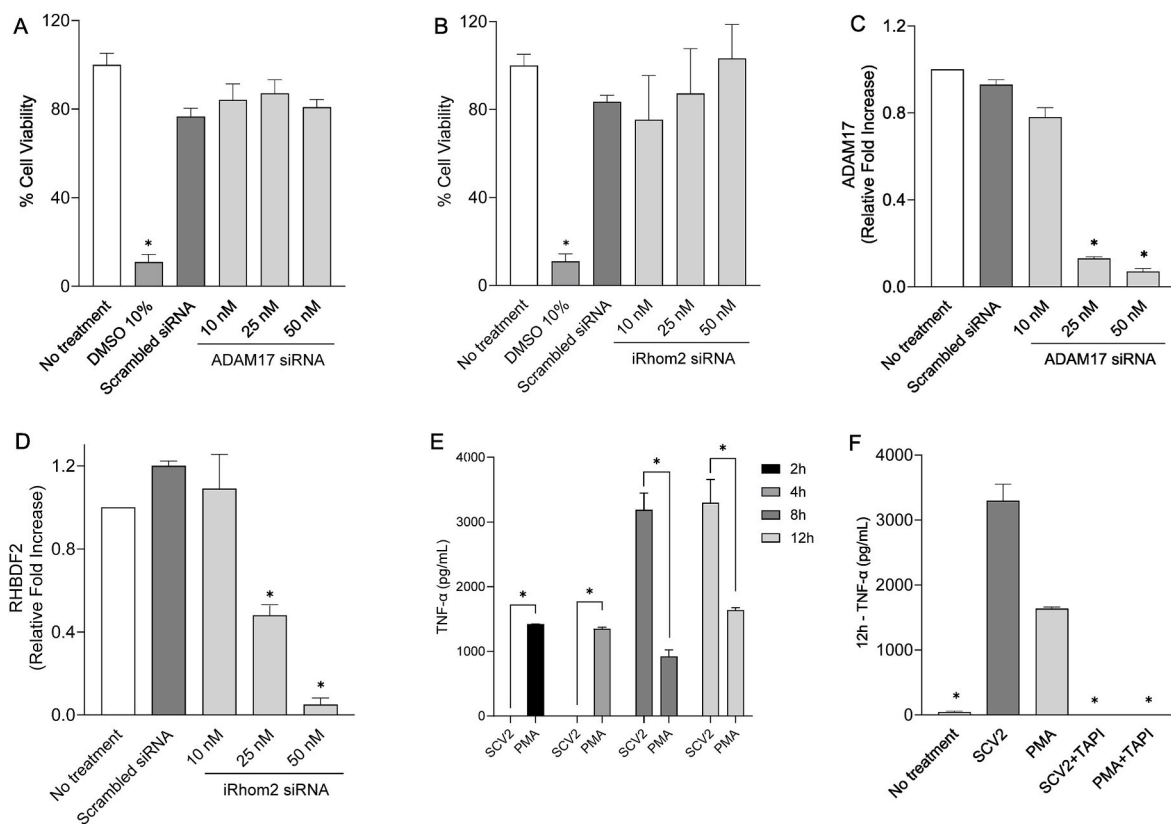 A
% Cell Viability
120
80
40
0
*
No treatment
DMSO 10%
Scrambled siRNA
10 nM
25 nM
50 nM
ADAM17 siRNA
B
% Cell Viability
120
80
40
0
*
No treatment
DMSO 10%
Scrambled siRNA
10 nM
25 nM
50 nM
iRhom2 siRNA
C
ADAM17
(Relative Fold Increase)
1.2
0.8
0.4
0.0
*
*
No treatment
Scrambled siRNA
10 nM
25 nM
50 nM
ADAM17 siRNA
D
RHBDF2
(Relative Fold Increase)
1.2
0.8
0.4
0.0
*
*
No treatment
Scrambled siRNA
10 nM
25 nM
50 nM
iRhom2 siRNA
E
TNF-α (pg/mL)
4000
3000
2000
1000
0
*
*
*
*
SCV2
PMA
SCV2
PMA
SCV2
PMA
SCV2
PMA
2h
4h
8h
12h
F
12h - TNF-α (pg/mL)
4000
3000
2000
1000
0
*
*
*
No treatment
SCV2
PMA
SCV2+TAPI
PMA+TAPI